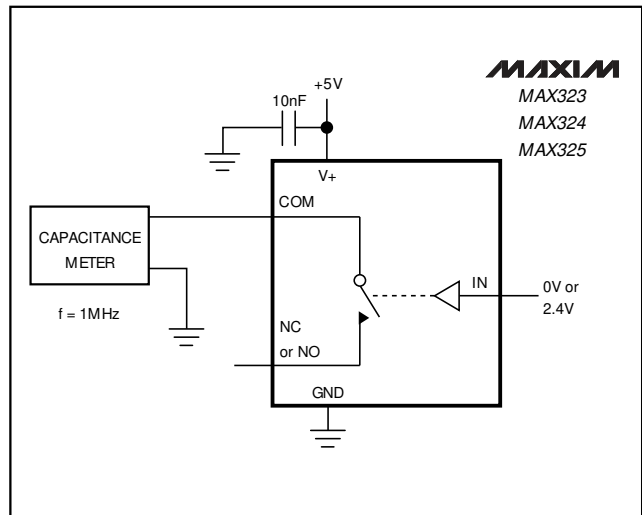 MAXIM
MAX323
MAX324
MAX325
+5V
10nF
V+
COM
CAPACITANCE
METER
f = 1MHz
IN
0V or
2.4V
NC
or NO
GND